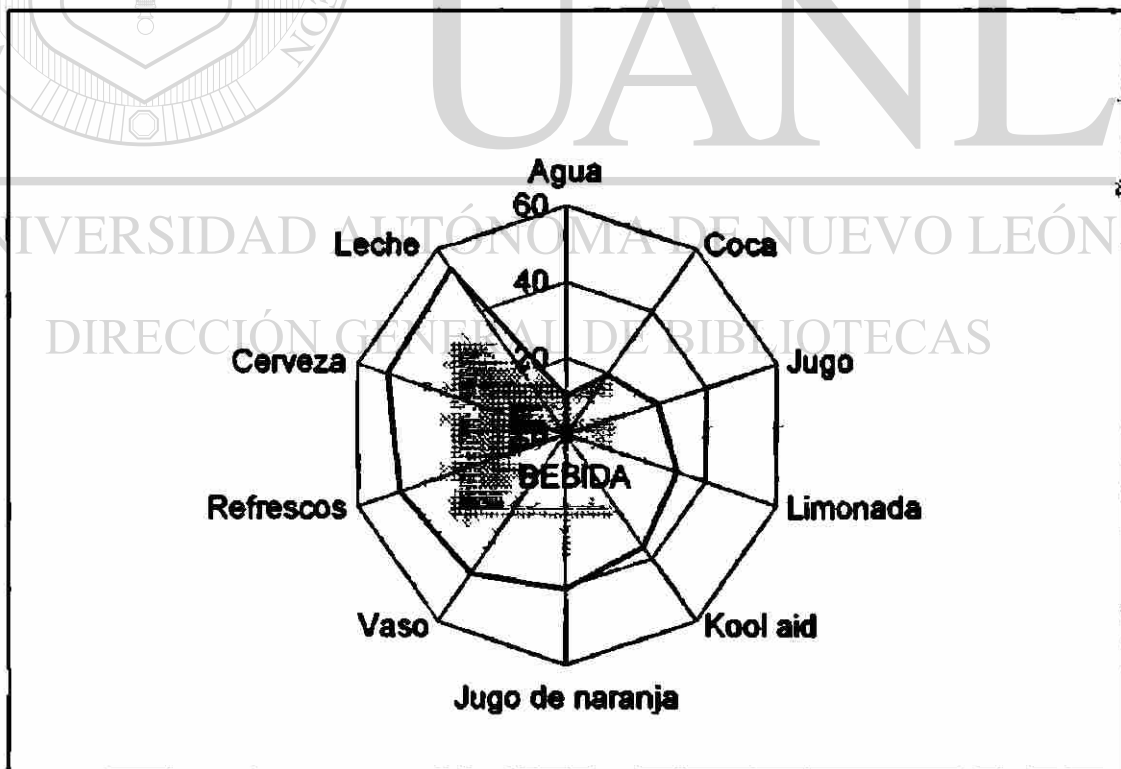 UANL
Agua
60
Leche
Coca
UNIVERSIDAD AUTÓNOMA DE NUEVO LEÓN
40
DIRECCIÓN GENERAL DE BIBLIOTECAS
Cerveza
20
Jugo
BEBIDA
Refrescos
Limonada
Vaso
Kool aid
Jugo de naranja